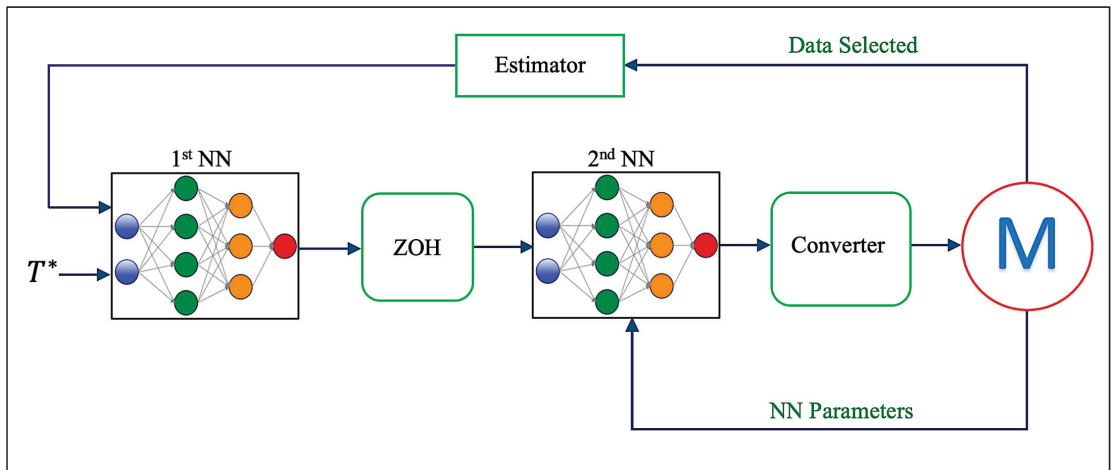 Data Selected
Estimator
1st NN
2nd NN
T*
ZOH
Converter
M
NN Parameters